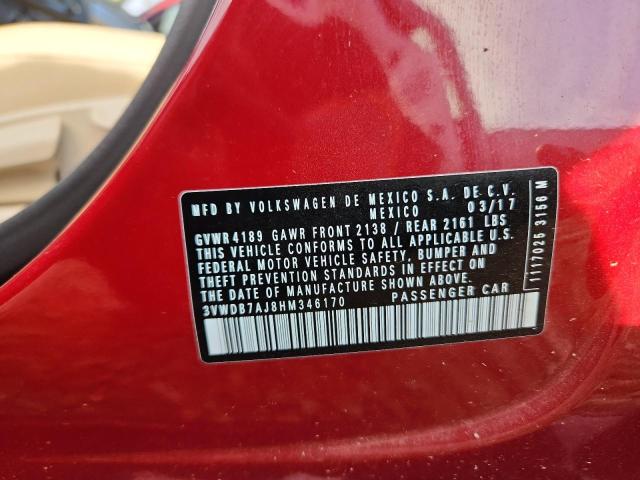 MFD BY VOLKSWAGEN DE MEXICO S.A. DE C.V.
MEXICO 03/17
GVWR 4189 GAWR FRONT 2138 / REAR 2161 LBS
THIS VEHICLE CONFORMS TO ALL APPLICABLE U.S.
FEDERAL MOTOR VEHICLE SAFETY, BUMPER AND
THEFT PREVENTION STANDARDS IN EFFECT ON
THE DATE OF MANUFACTURE SHOWN ABOVE.
3VWDB7AJ8HM346170 PASSENGER CAR
1117025 3156 M